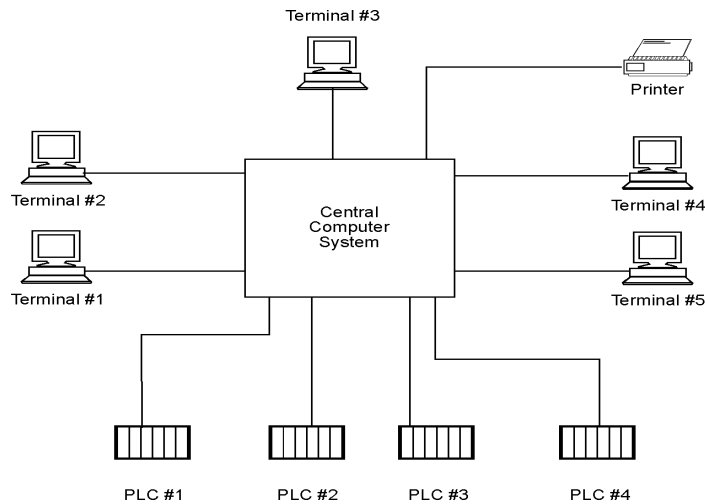 Terminal #3
Printer
Terminal #2
Terminal #4
Central
Computer
System
Terminal #1
Terminal #5
PLC #1
PLC #2
PLC #3
PLC #4